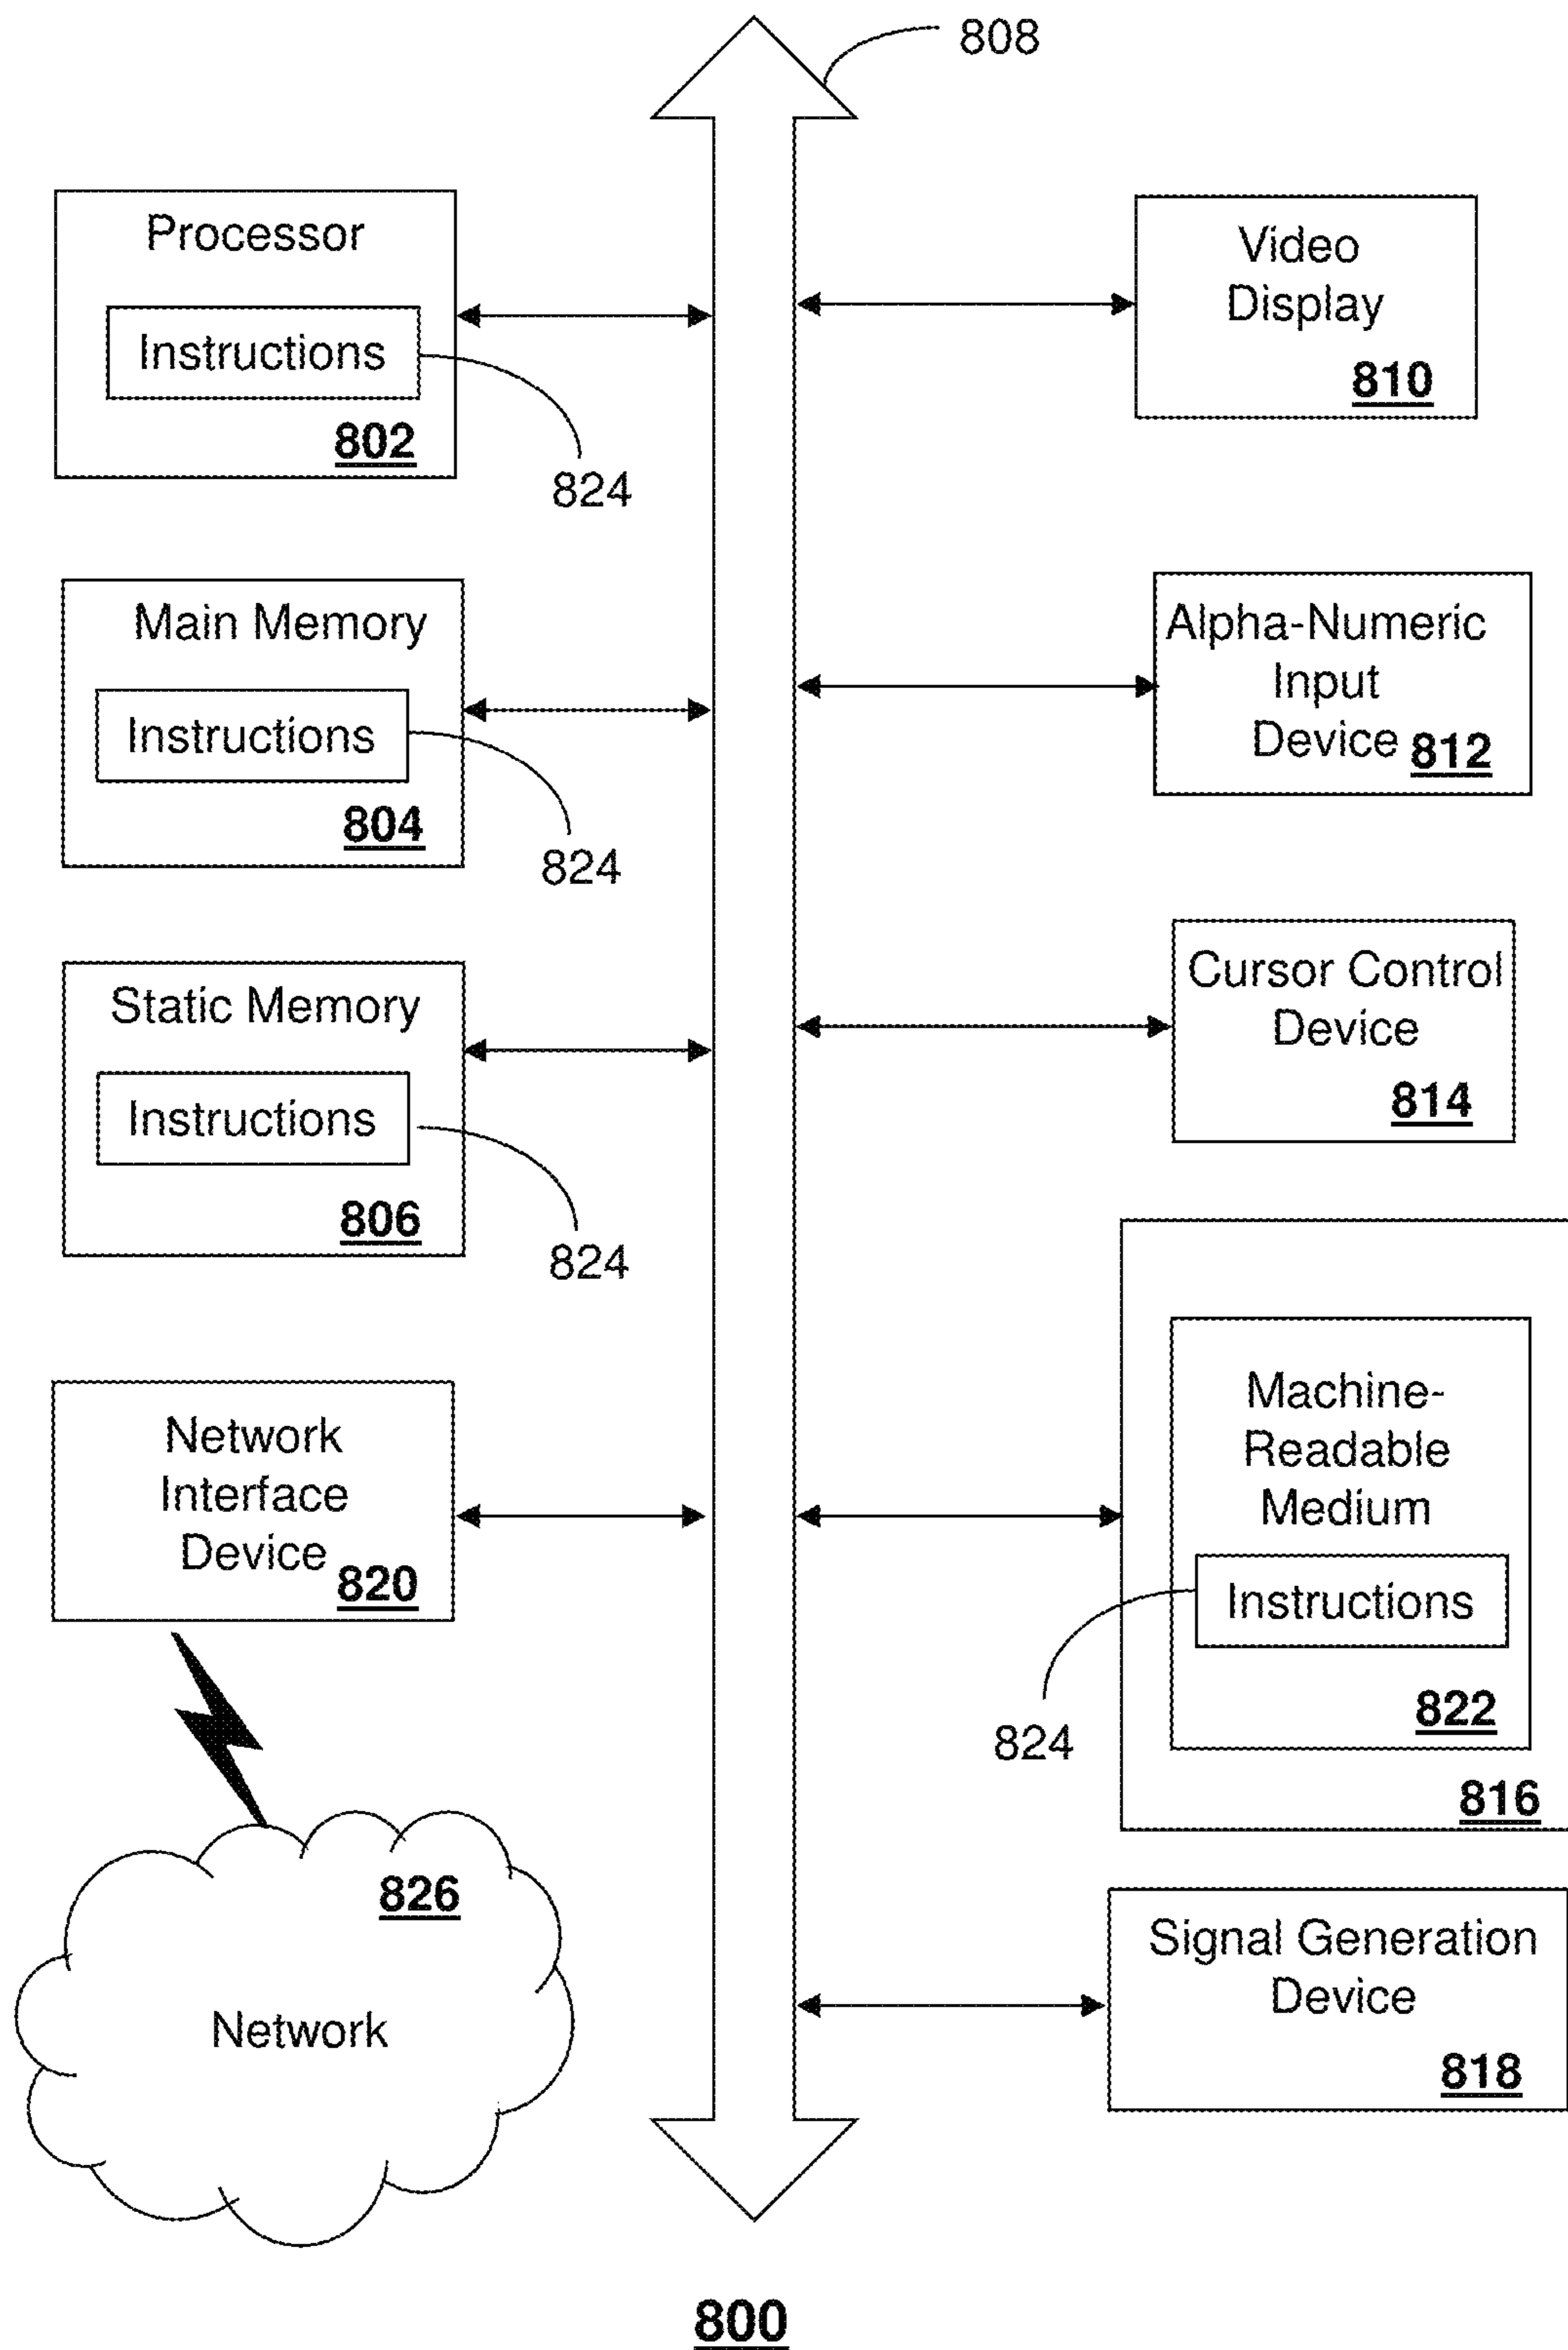 808
Processor
Instructions
802
824
Main Memory
Instructions
804
824
Static Memory
Instructions
806
824
Network
Interface
Device
820
826
Network
Video
Display
810
Alpha-Numeric
Input
Device 812
Cursor Control
Device
814
Machine-
Readable
Medium
Instructions
822
824
816
Signal Generation
Device
818
800